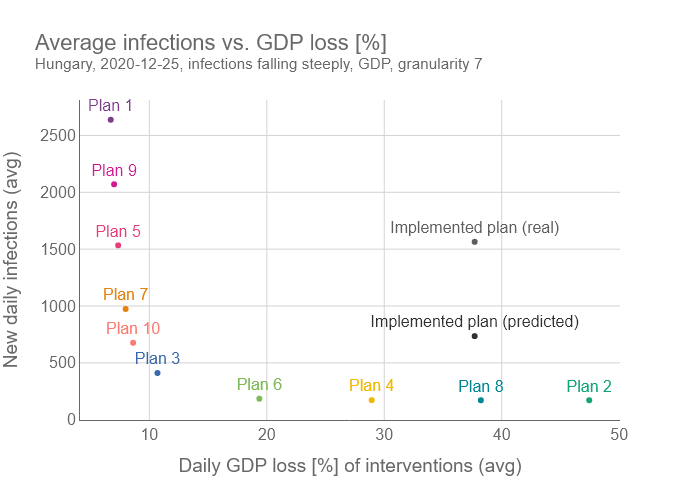 Average infections vs. GDP loss [%]
Hungary, 2020-12-25, infections falling steeply, GDP, granularity 7
Plan 1
2500
Plan 9
2000
Plan 5
Implemented plan (real)
1500
Plan 7
1000
Implemented plan (predicted)
Plan 10
Plan 3
500
Plan 6
Plan 4
Plan 8
Plan 2
0
10
20
30
40
50
New daily infections (avg)
Daily GDP loss [%] of interventions (avg)